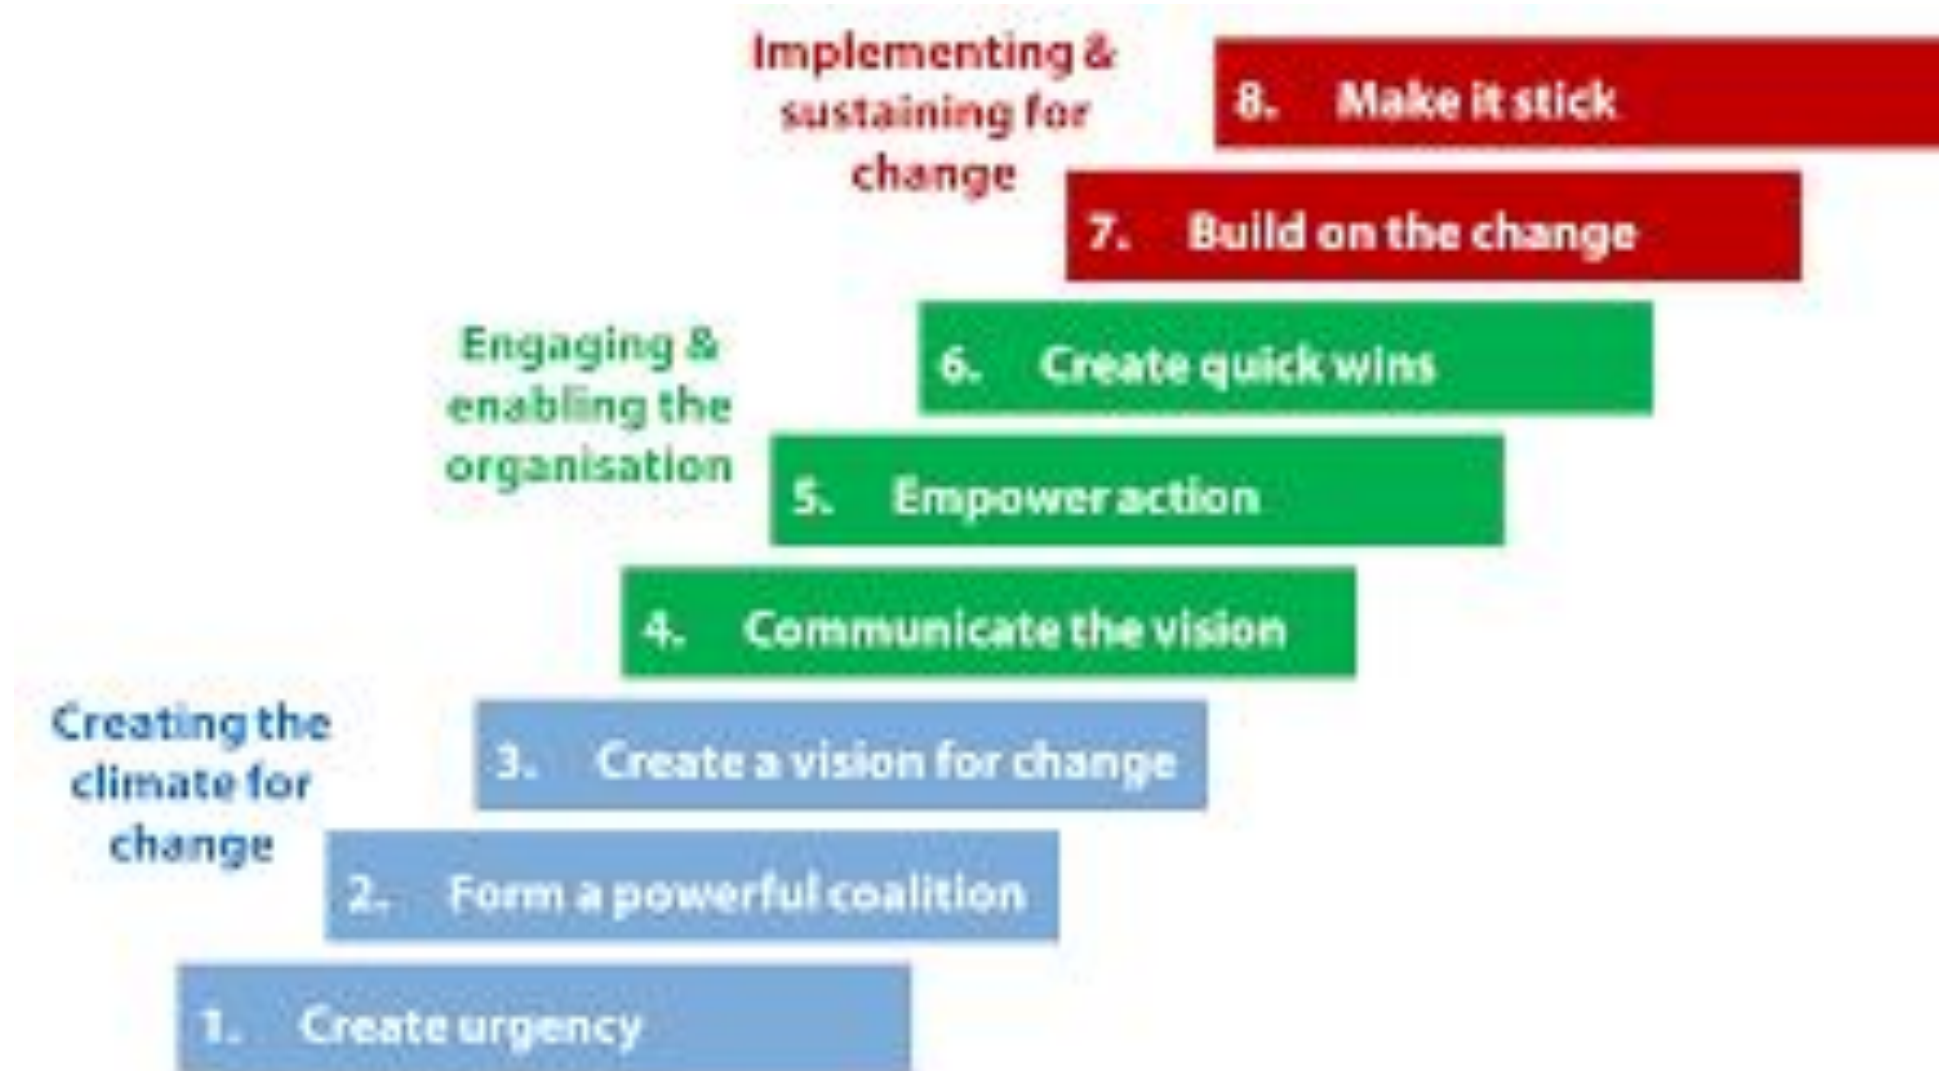 Implementing &
sustaining for
change
8. Make it stick
7. Build on the change
Engaging &
enabling the
organisation
6. Create quick wins
5. Empower action
4. Communicate the vision
Creating the
climate for
change
3. Create a vision for change
2. Form a powerful coalition
1. Create urgency